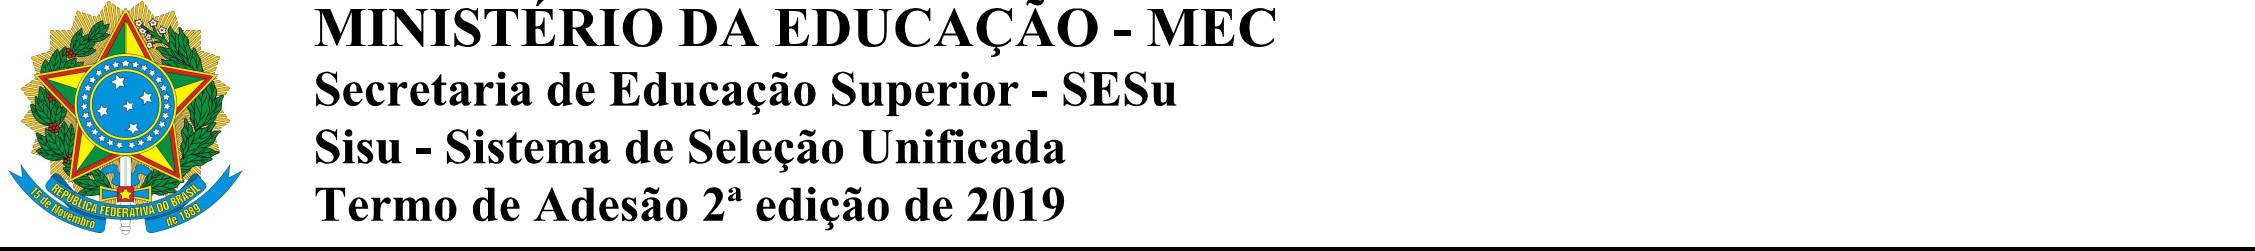 MINISTÉRIO DA EDUCAÇÃO - MEC
Secretaria de Educação Superior - SESu
Sisu - Sistema de Seleção Unificada
Termo de Adesão 2ª edição de 2019
REPÚBLICA FEDERATIVA DO BRASIL
15 de Novembro de 1889